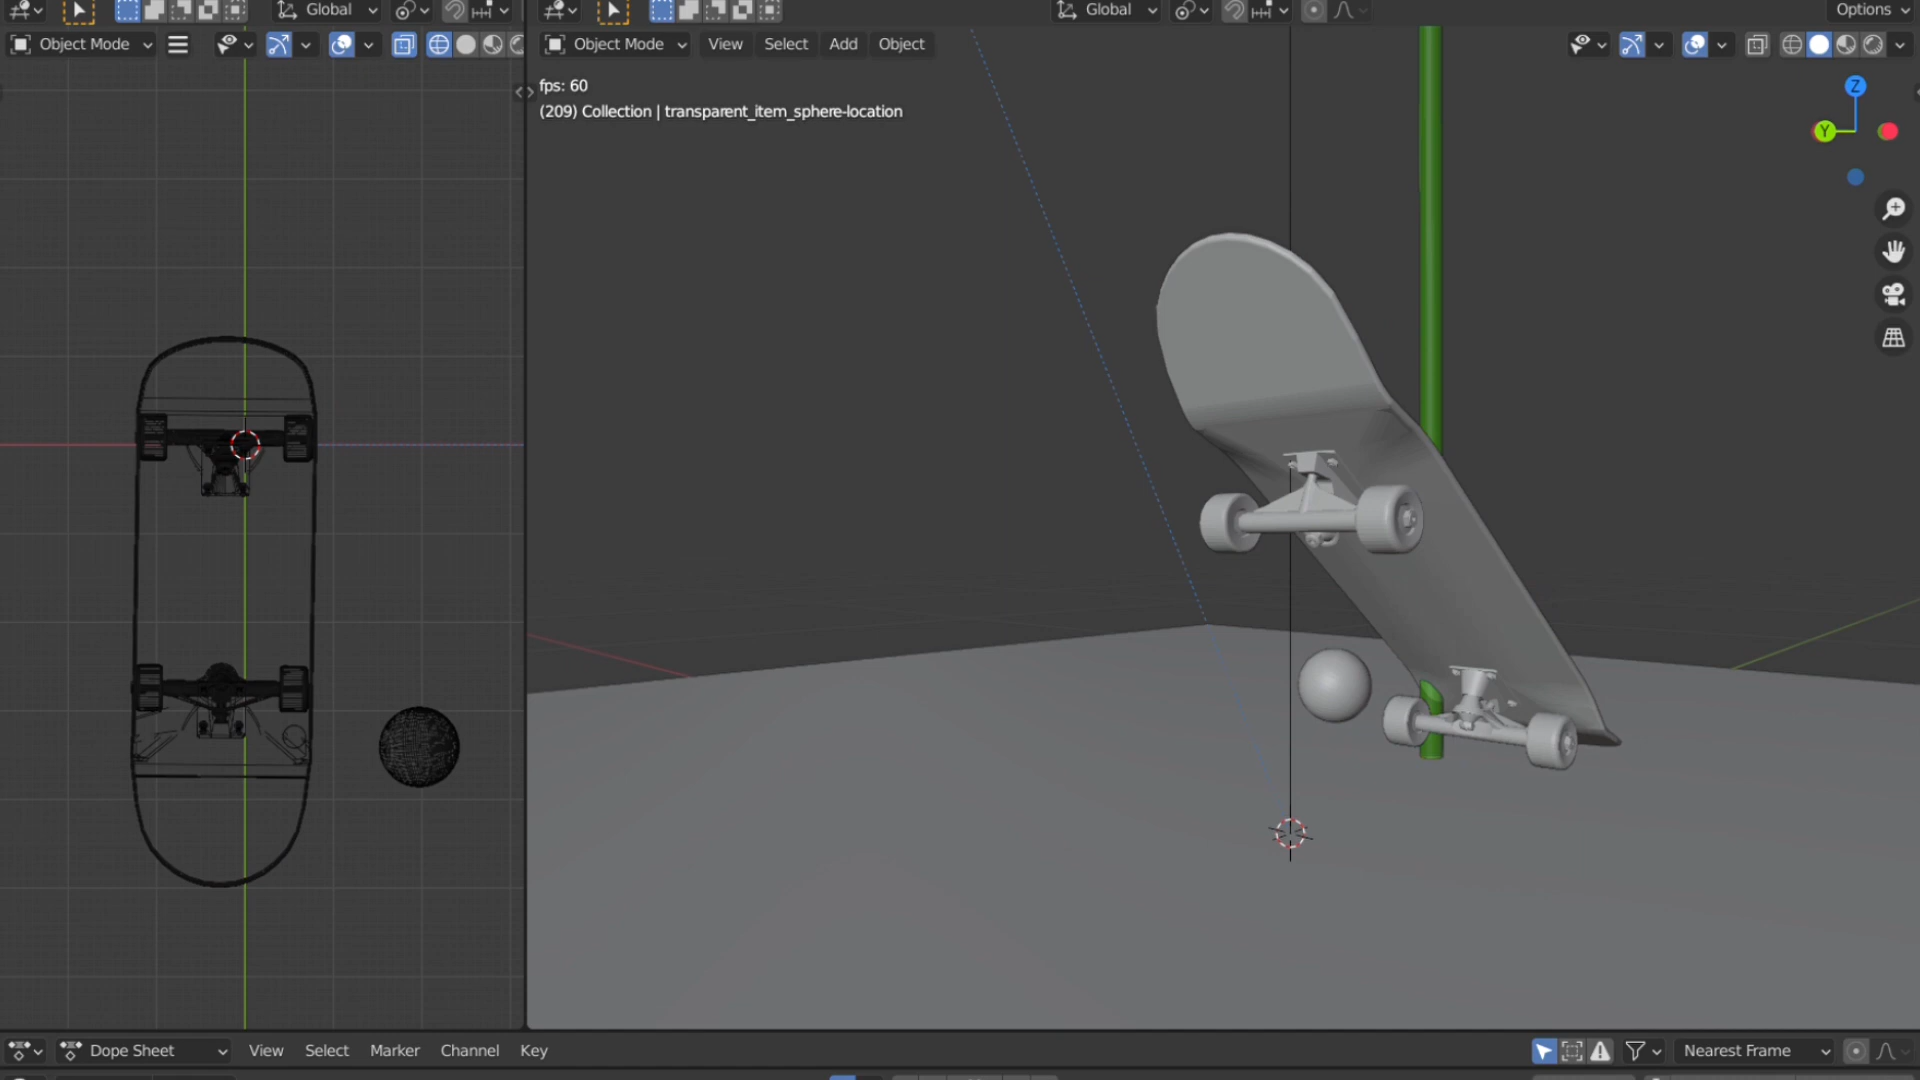 Global
Global
Options
Object Mode
Object Mode
View
Select
Add
Object
fps: 60
(209) Collection | transparent_item_sphere-location
Z
Y
Dope Sheet
View
Select
Marker
Channel
Key
Nearest Frame